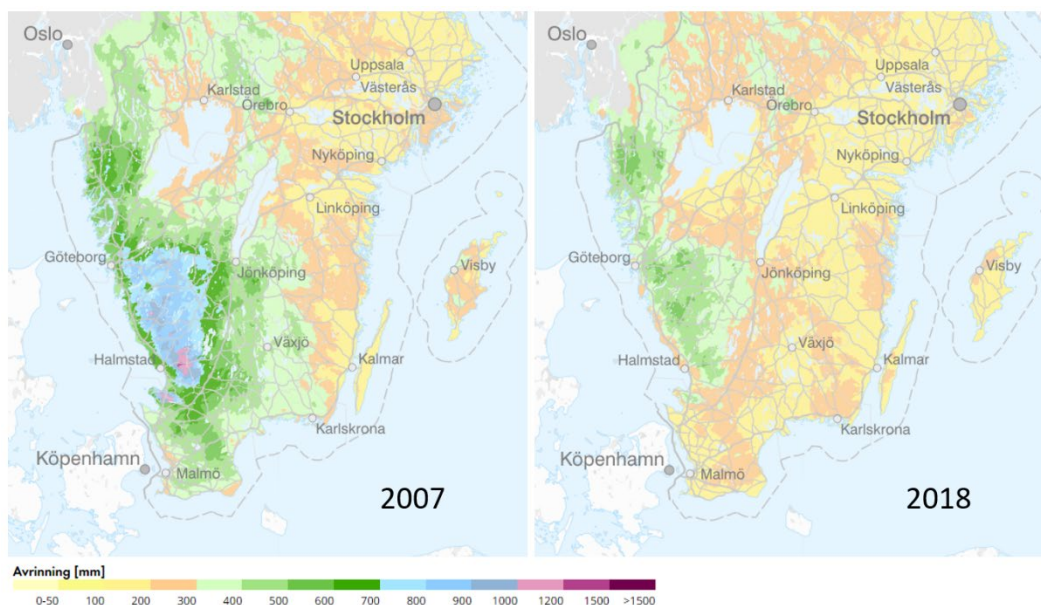 Oslo
Uppsala
Västerås
Karlstad
Örebro
Stockholm
Nyköping
Linköping
Göteborg
Jönköping
Visby
Halmstad
Växjö
Kalmar
Karlskrona
Köpenhamn
Malmö
2007
Oslo
Uppsala
Västerås
Karlstad
Örebro
Stockholm
Nyköping
Linköping
Göteborg
Jönköping
Visby
Halmstad
Växjö
Kalmar
Karlskrona
Köpenhamn
Malmö
2018
Avrinning [mm]
0-50 100 200 300 400 500 600 700 800 900 1000 1200 1500 >1500